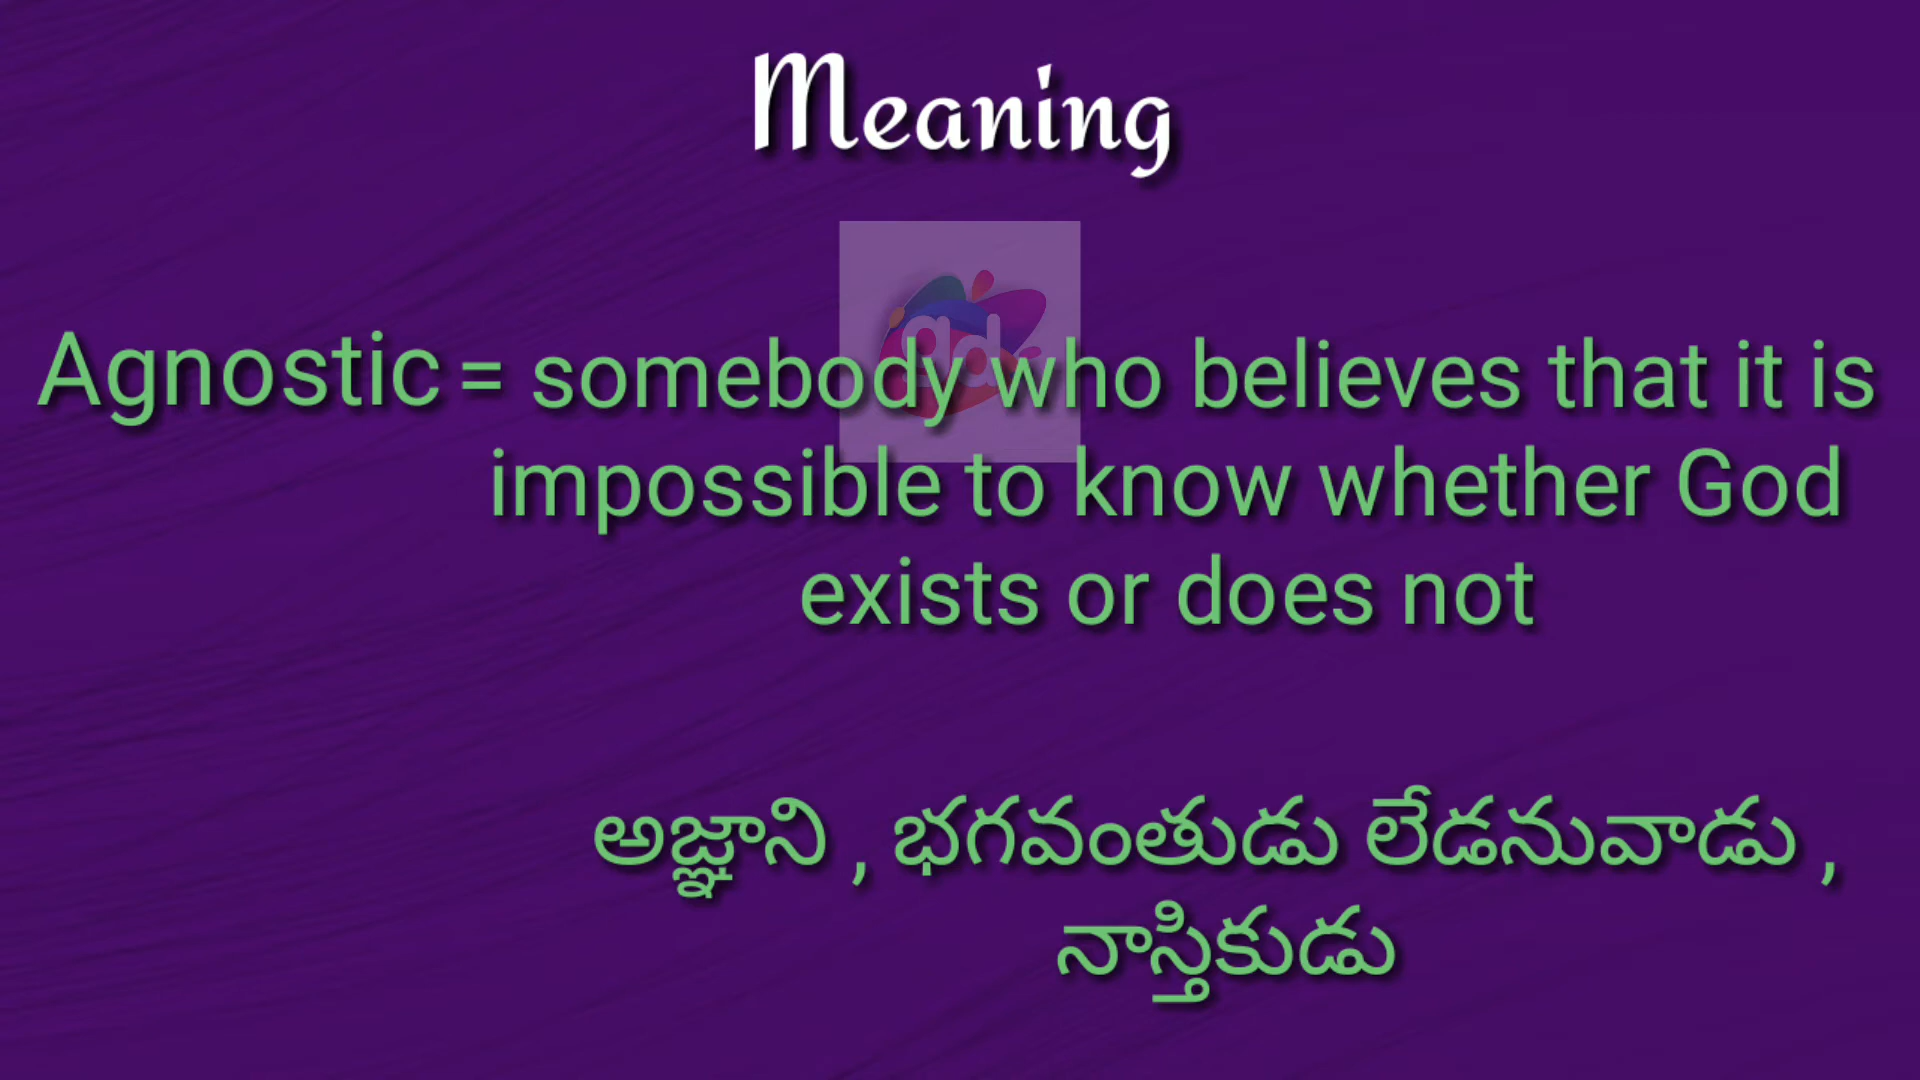 Meaning
gd
Agnostic = somebody who believes that it is
impossible to know whether God
exists or does not
అజ్ఞాని , భగవంతుడు లేడనువాడు ,
నాస్తికుడు